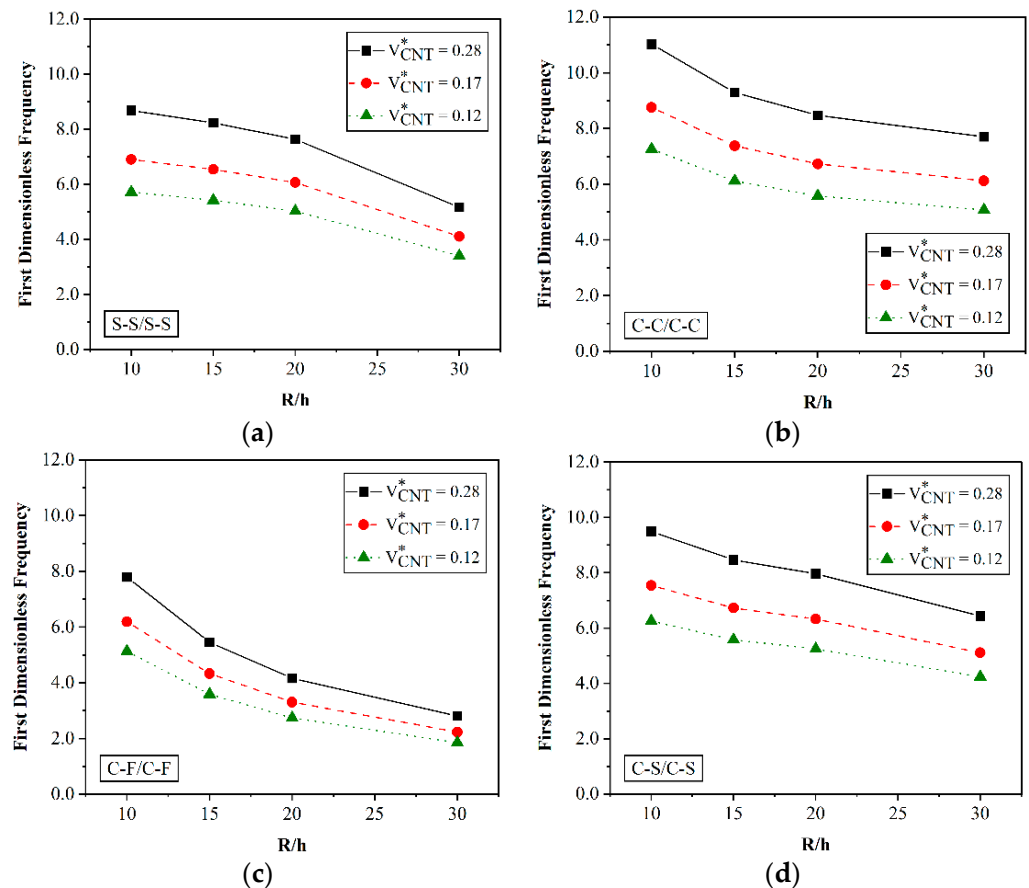 First Dimensionless Frequency
12.0
10.0
8.0
6.0
4.0
2.0
0.0
V*CNT = 0.28
V*CNT = 0.17
V*CNT = 0.12
S-S/S-S
10 15 20 25 30
R/h
(a)
First Dimensionless Frequency
12.0
10.0
8.0
6.0
4.0
2.0
0.0
V*CNT = 0.28
V*CNT = 0.17
V*CNT = 0.12
C-C/C-C
10 15 20 25 30
R/h
(b)
First Dimensionless Frequency
12.0
10.0
8.0
6.0
4.0
2.0
0.0
V*CNT = 0.28
V*CNT = 0.17
V*CNT = 0.12
C-F/C-F
10 15 20 25 30
R/h
(c)
First Dimensionless Frequency
12.0
10.0
8.0
6.0
4.0
2.0
0.0
V*CNT = 0.28
V*CNT = 0.17
V*CNT = 0.12
C-S/C-S
10 15 20 25 30
R/h
(d)